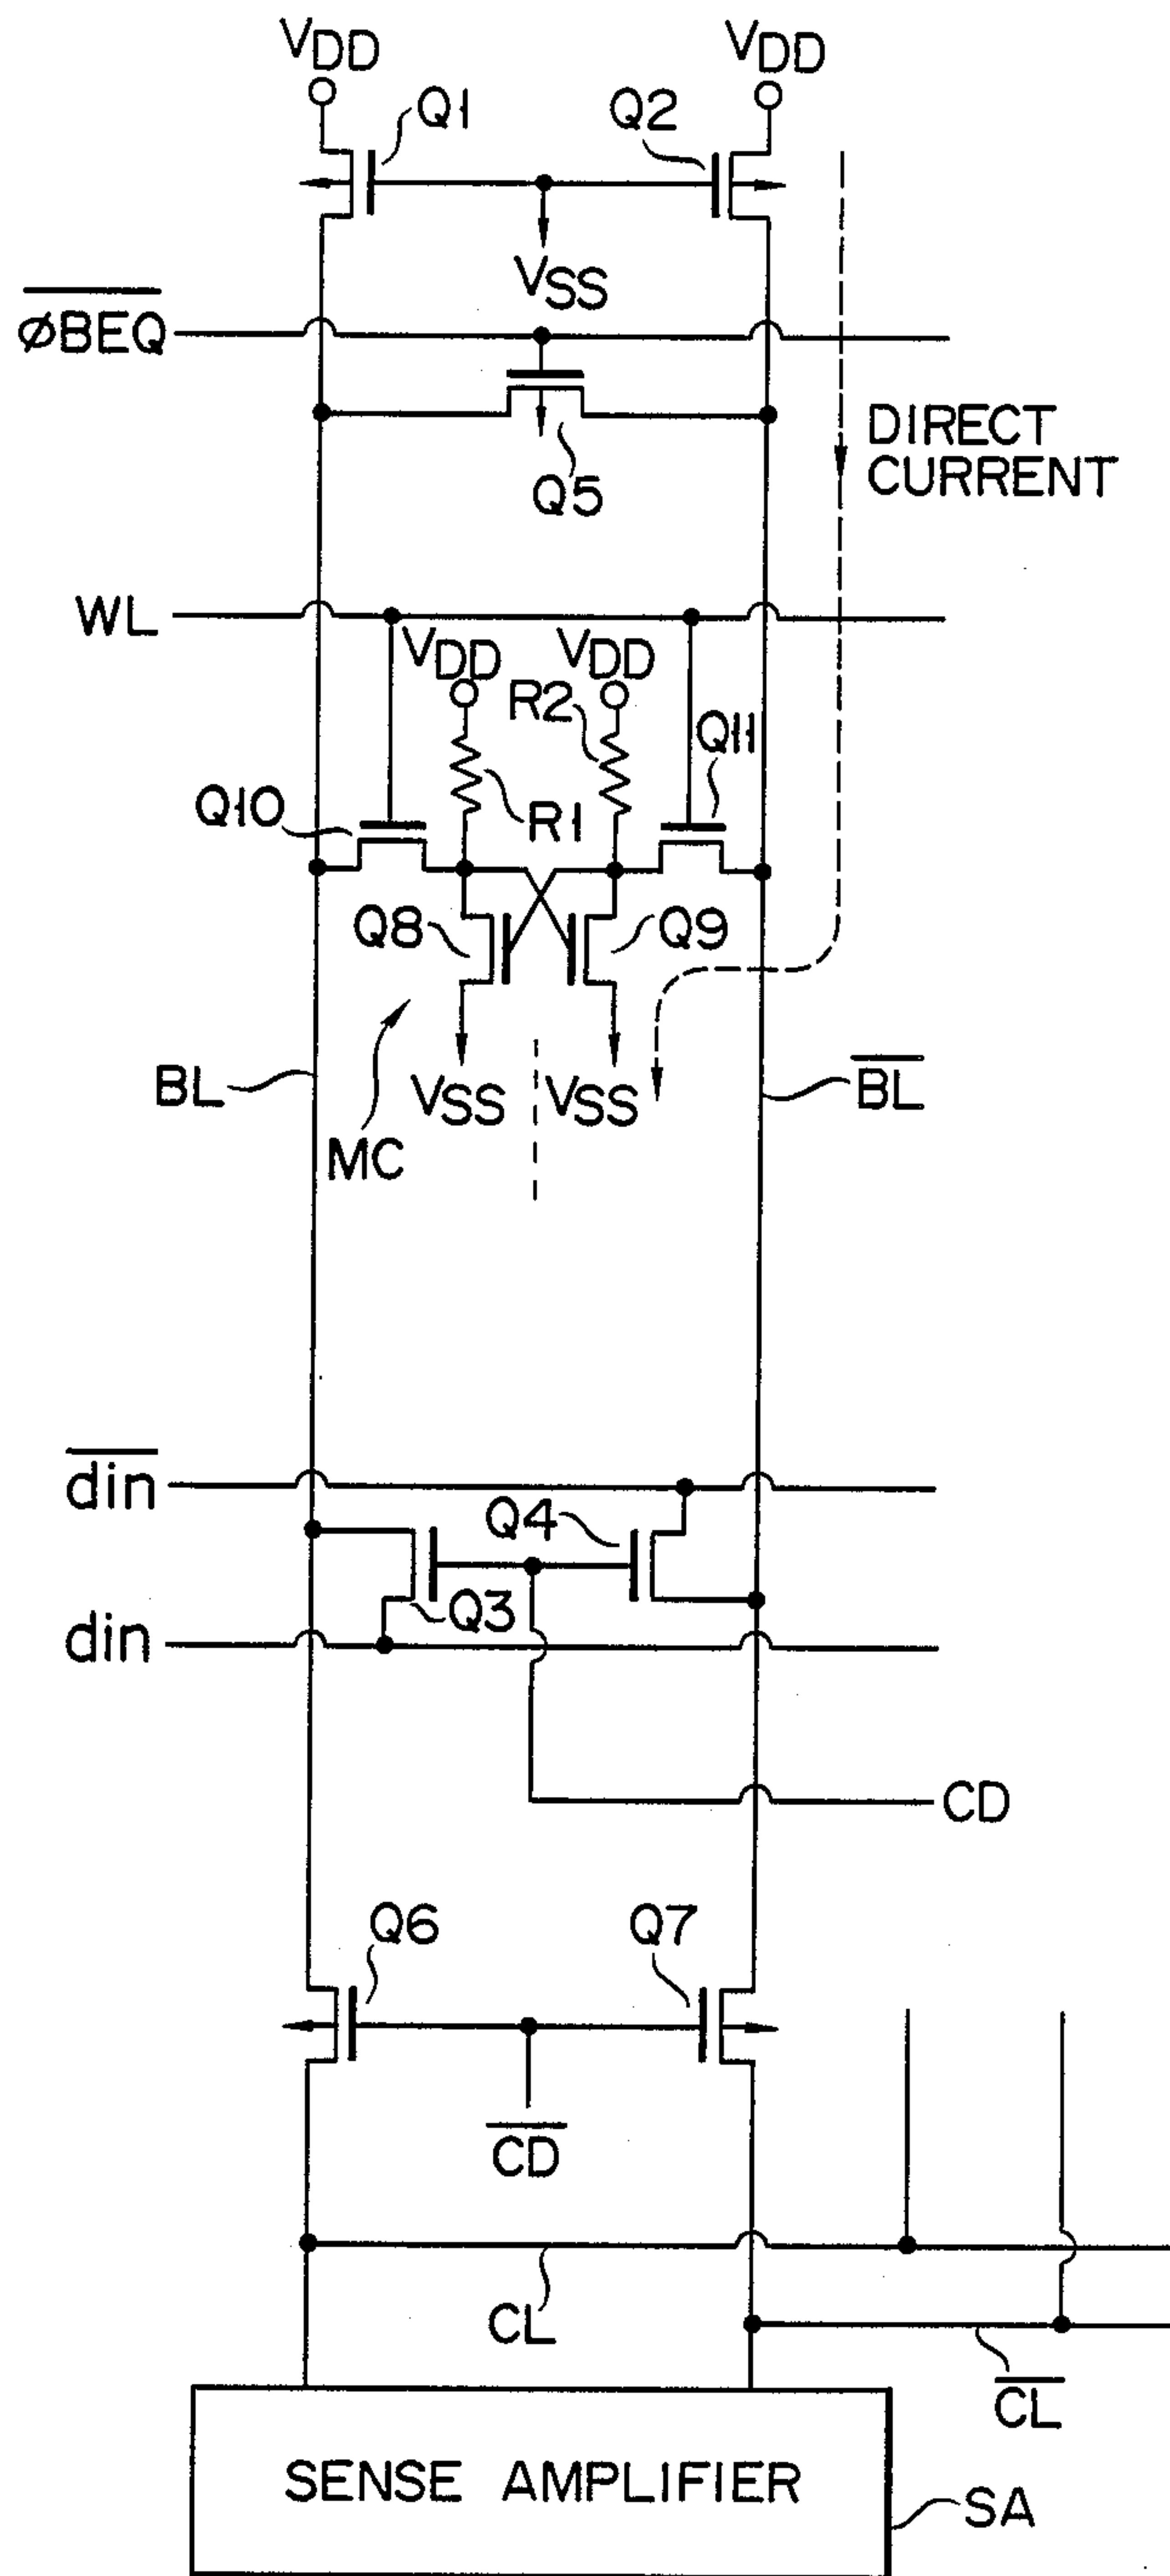 VDD VDD
Q1 Q2
VSS
φBEQ
DIRECT
CURRENT
Q5
WL
VDD VDD
R2 Q11
Q10 R1
Q8 Q9
BL VSS VSS BL
MC
din
Q4
Q3
din
CD
Q6 Q7
CD
CL
CL
SENSE AMPLIFIER
SA